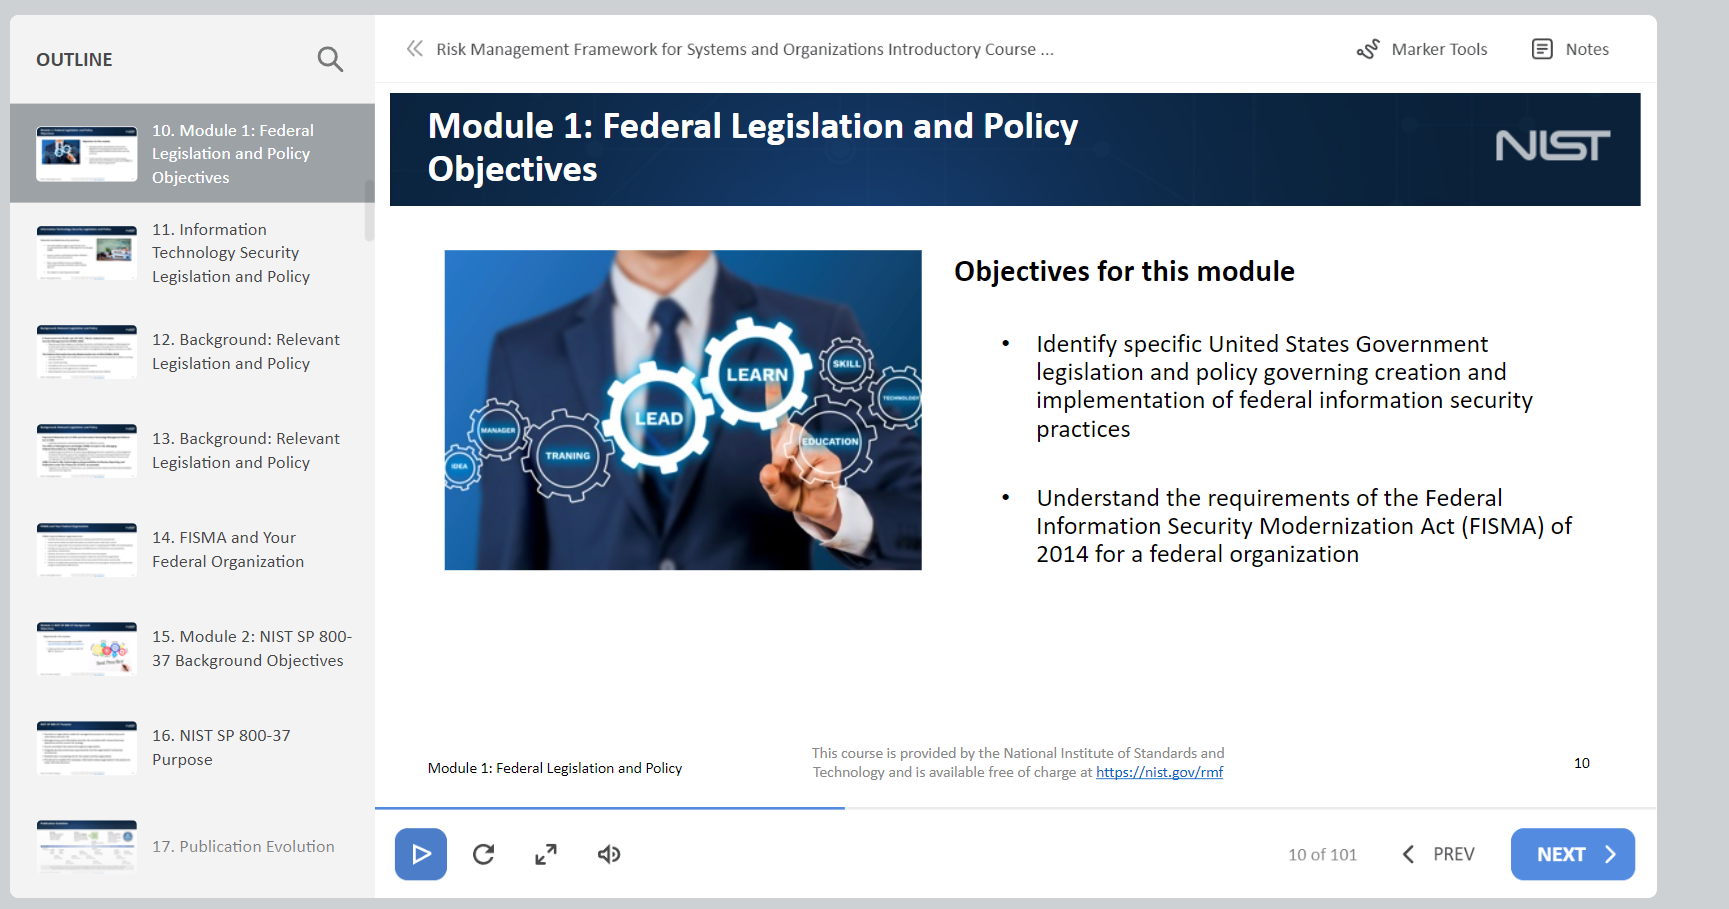 OUTLINE
10. Module 1: Federal
Legislation and Policy
Objectives
11. Information
Technology Security
Legislation and Policy
12. Background: Relevant
Legislation and Policy
13. Background: Relevant
Legislation and Policy
14. FISMA and Your
Federal Organization
15. Module 2: NIST SP 800-
37 Background Objectives
16. NIST SP 800-37
Purpose
17. Publication Evolution
Risk Management Framework for Systems and Organizations Introductory Course ...
Marker Tools
Notes
Module 1: Federal Legislation and Policy
Objectives
NIST
IDEA
MANAGER
TRANING
LEAD
LEARN
SKILL
TECHNOLOGY
EDUCATION
Objectives for this module
• Identify specific United States Government
legislation and policy governing creation and
implementation of federal information security
practices
• Understand the requirements of the Federal
Information Security Modernization Act (FISMA) of
2014 for a federal organization
Module 1: Federal Legislation and Policy
This course is provided by the National Institute of Standards and
Technology and is available free of charge at https://nist.gov/rmf
10
10 of 101
PREV
NEXT